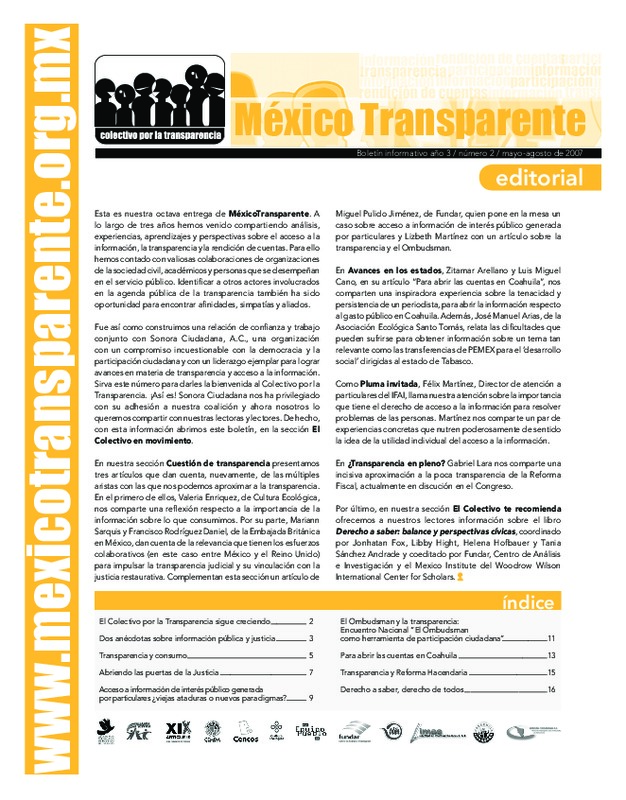 www.mexicotransparente.org.mx
colectivo por la transparencia
México Transparente
Boletín informativo año 3 / número 2 / mayo-agosto de 2007
editorial
Esta es nuestra octava entrega de MéxicoTransparente. A
lo largo de tres años hemos venido compartiendo análisis,
experiencias, aprendizajes y perspectivas sobre el acceso a la
información, la transparencia y la rendición de cuentas. Para ello
hemos contado con valiosas colaboraciones de organizaciones
de la sociedad civil, académicos y personas que se desempeñan
en el servicio público. Identificar a otros actores involucrados
en la agenda pública de la transparencia también ha sido
oportunidad para encontrar afinidades, simpatías y aliados.
Fue así como construimos una relación de confianza y trabajo
conjunto con Sonora Ciudadana, A.C., una organización
con un compromiso incuestionable con la democracia y la
participación ciudadana y con un liderazgo ejemplar para lograr
avances en materia de transparencia y acceso a la información.
Sirva este número para darles la bienvenida al Colectivo por la
Transparencia. ¡Así es! Sonora Ciudadana nos ha privilegiado
con su adhesión a nuestra coalición y ahora nosotros lo
queremos compartir con nuestras lectoras y lectores. De hecho,
con esta información abrimos este boletín, en la sección El
Colectivo en movimiento.
En nuestra sección Cuestión de transparencia presentamos
tres artículos que dan cuenta, nuevamente, de las múltiples
aristas con las que nos podemos aproximar a la transparencia.
En el primero de ellos, Valeria Enriquez, de Cultura Ecológica,
nos comparte una reflexión respecto a la importancia de la
información sobre lo que consumimos. Por su parte, Mariann
Sarquis y Francisco Rodríguez Daniel, de la Embajada Británica
en México, dan cuenta de la relevancia que tienen los esfuerzos
colaborativos (en este caso entre México y el Reino Unido)
para impulsar la transparencia judicial y su vinculación con la
justicia restaurativa. Complementan esta sección un artículo de
Miguel Pulido Jiménez, de Fundar, quien pone en la mesa un
caso sobre acceso a información de interés público generada
por particulares y Lizbeth Martínez con un artículo sobre la
transparencia y el Ombudsman.
En Avances en los estados, Zitamar Arellano y Luis Miguel
Cano, en su artículo "Para abrir las cuentas en Coahuila", nos
comparten una inspiradora experiencia sobre la tenacidad y
persistencia de un periodista, para abrir la información respecto
al gasto público en Coahuila. Además, José Manuel Arias, de la
Asociación Ecológica Santo Tomás, relata las dificultades que
pueden sufrirse para obtener información sobre un tema tan
relevante como las transferencias de PEMEX para el 'desarrollo
social' dirigidas al estado de Tabasco.
Como Pluma invitada, Félix Martínez, Director de atención a
particulares del IFAI, llama nuestra atención sobre la importancia
que tiene el derecho de acceso a la información para resolver
problemas de las personas. Martínez nos comparte un par de
experiencias concretas que nutren poderosamente de sentido
la idea de la utilidad individual del acceso a la información.
En ¿Transparencia en pleno? Gabriel Lara nos comparte una
incisiva aproximación a la poca transparencia de la Reforma
Fiscal, actualmente en discución en el Congreso.
Por último, en nuestra sección El Colectivo te recomienda
ofrecemos a nuestros lectores información sobre el libro
Derecho a saber: balance y perspectivas cívicas, coordinado
por Jonhatan Fox, Libby Hight, Helena Hofbauer y Tania
Sánchez Andrade y coeditado por Fundar, Centro de Análisis
e Investigación y el Mexico Institute del Woodrow Wilson
International Center for Scholars.
índice
El Colectivo por la Transparencia sigue creciendo 2
Dos anécdotas sobre información pública y justicia 3
Transparencia y consumo 5
Abriendo las puertas de la Justicia 7
Acceso a información de interés público generada
por particulares ¿viejas ataduras o nuevos paradigmas? 9
El Ombudsman y la transparencia:
Encuentro Nacional "El Ombudsman
como herramienta de participación ciudadana" 11
Para abrir las cuentas en Coahuila 13
Transparencia y Reforma Hacendaria 15
Derecho a saber, derecho de todos 16
XIX
Cencos
Equipo
Pueblo
fundar
imec